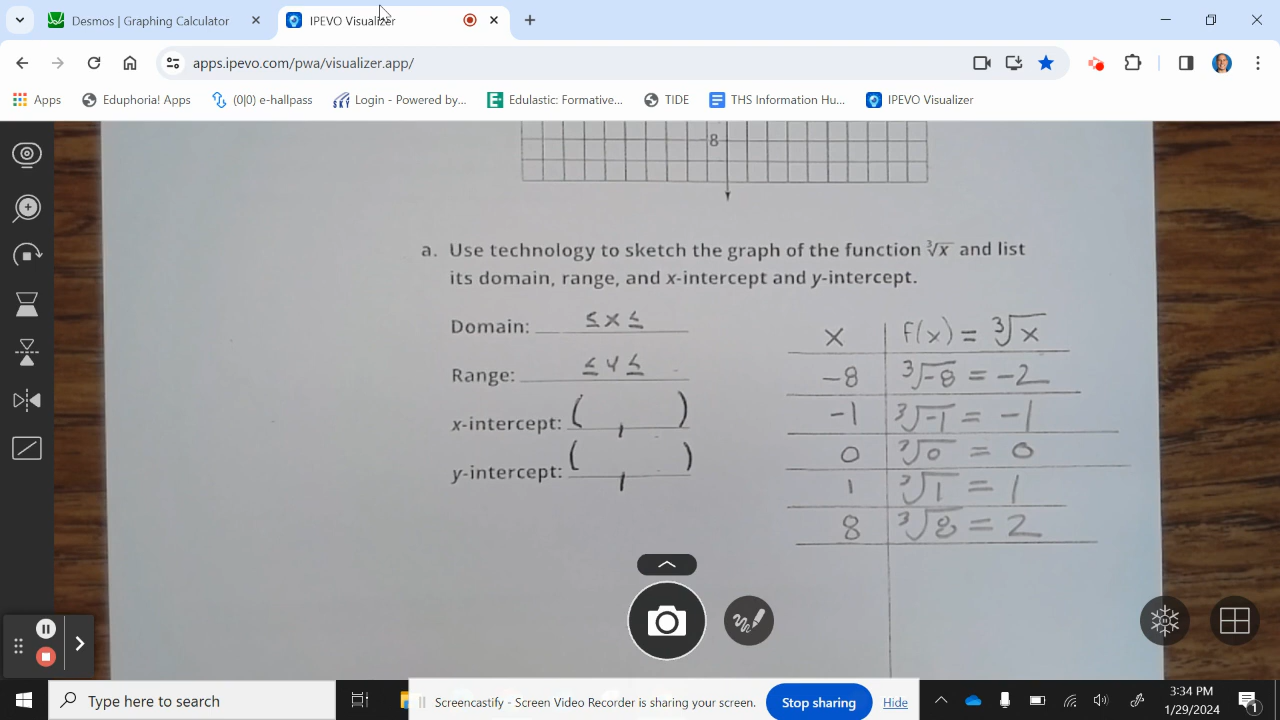 Desmos | Graphing Calculator
IPEVO Visualizer
apps.ipevo.com/pwa/visualizer.app/
Apps
Eduphoria! Apps
(0|0) e-hallpass
Login - Powered by...
Edulastic: Formative...
TIDE
THS Information Hu...
IPEVO Visualizer
8
a. Use technology to sketch the graph of the function ∛x and list
its domain, range, and x-intercept and y-intercept.
Domain: ≤ x ≤
Range: ≤ y ≤
x-intercept: ( , )
y-intercept: ( , )
x | f(x) = ∛x
-8 | ∛-8 = -2
-1 | ∛-1 = -1
0 | ∛0 = 0
1 | ∛1 = 1
8 | ∛8 = 2
Type here to search
Screencastify - Screen Video Recorder is sharing your screen.
Stop sharing
Hide
3:34 PM
1/29/2024
1